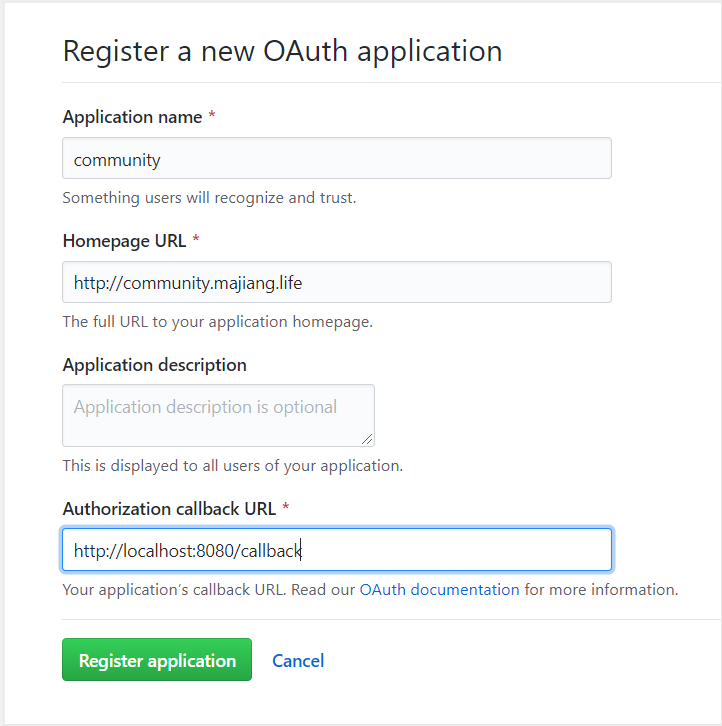 Register a new OAuth application
Application name *
community
Something users will recognize and trust.
Homepage URL *
http://community.majiang.life
The full URL to your application homepage.
Application description
Application description is optional
This is displayed to all users of your application.
Authorization callback URL *
http://localhost:8080/callback
Your application’s callback URL. Read our OAuth documentation for more information.
Register application Cancel